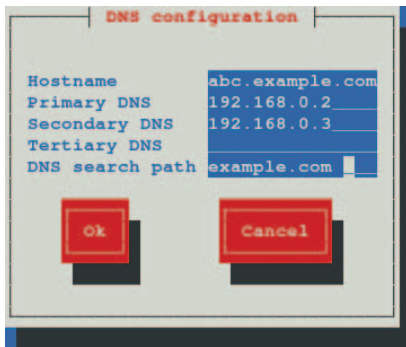 DNS configuration
Hostname abc.example.com
Primary DNS 192.168.0.2
Secondary DNS 192.168.0.3
Tertiary DNS
DNS search path example.com
Ok Cancel